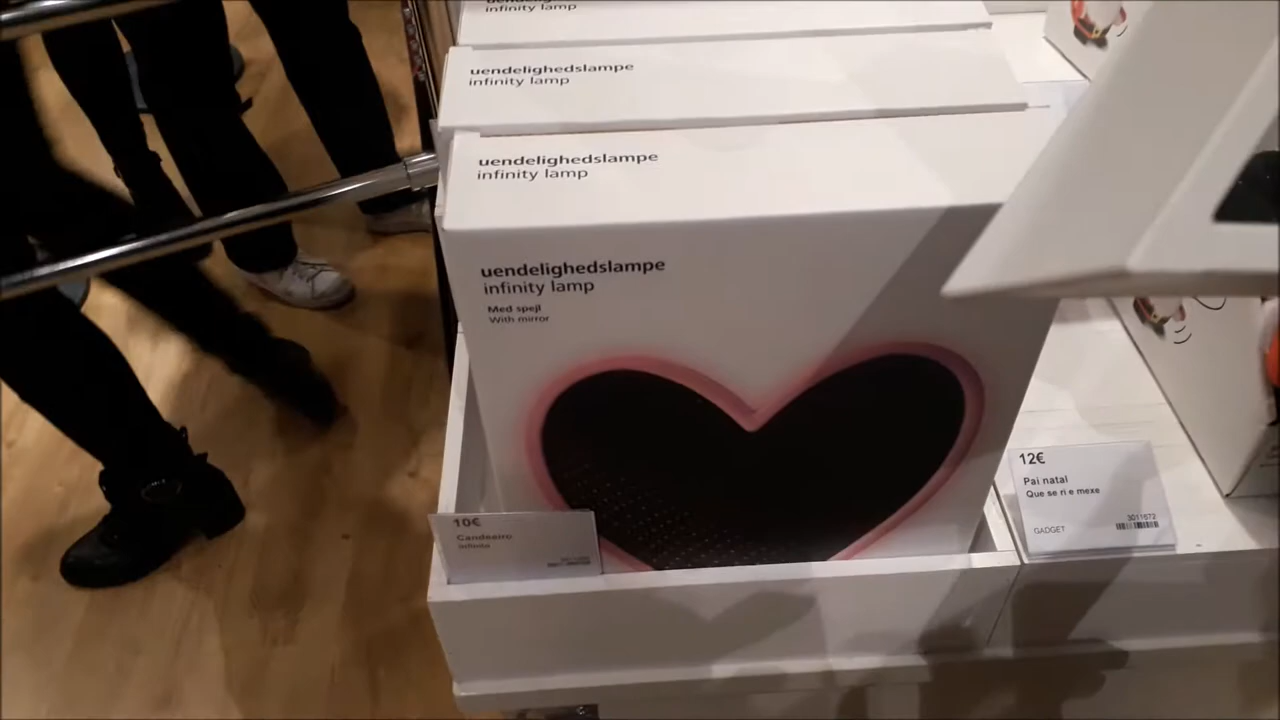 infinity lamp
uendelighedslampe
infinity lamp
uendelighedslampe
infinity lamp
uendelighedslampe
infinity lamp
Med spejl
With mirror
10€
Candeeiro
infinito
12€
Pai natal
Que se ri e mexe
3011672
GADGET